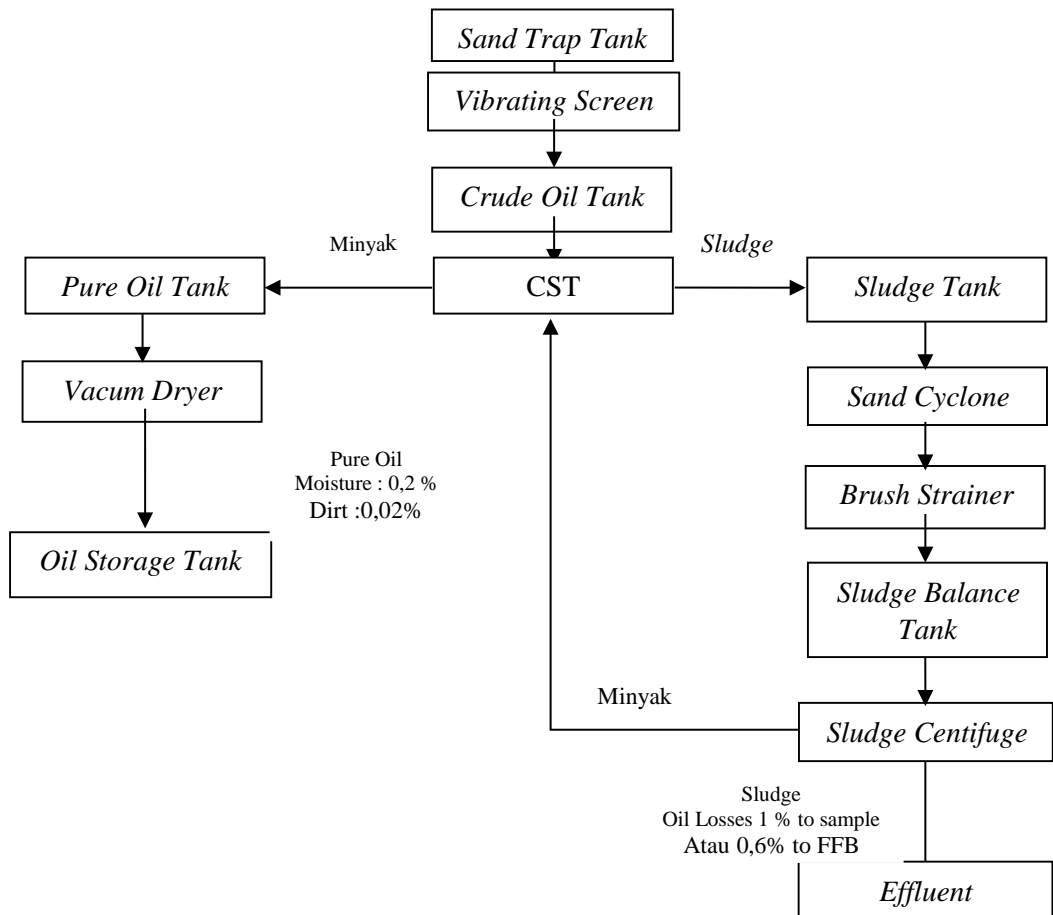 Sand Trap Tank
Vibrating Screen
Crude Oil Tank
Minyak
Sludge
Pure Oil Tank
CST
Sludge Tank
Vacum Dryer
Sand Cyclone
Pure Oil
Moisture : 0,2 %
Dirt :0,02%
Brush Strainer
Oil Storage Tank
Sludge Balance
Tank
Minyak
Sludge Centifuge
Sludge
Oil Losses 1 % to sample
Atau 0,6% to FFB
Effluent